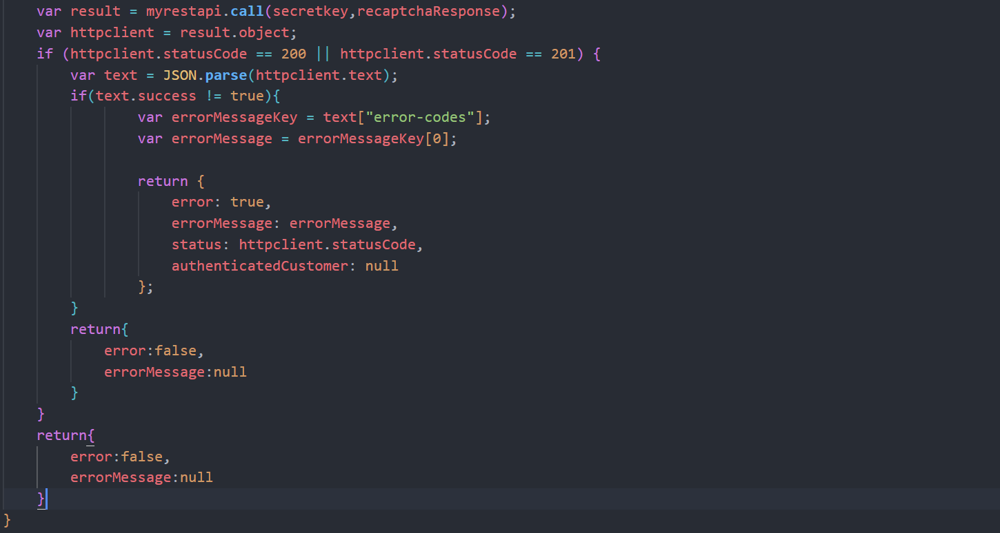 var result = myrestapi.call(secretkey,recaptchaResponse);
var httpclient = result.object;
if (httpclient.statusCode == 200 || httpclient.statusCode == 201) {
var text = JSON.parse(httpclient.text);
if(text.success != true){
var errorMessageKey = text["error-codes"];
var errorMessage = errorMessageKey[0];
return {
error: true,
errorMessage: errorMessage,
status: httpclient.statusCode,
authenticatedCustomer: null
};
}
return{
error:false,
errorMessage:null
}
}
return{
error:false,
errorMessage:null
}
}